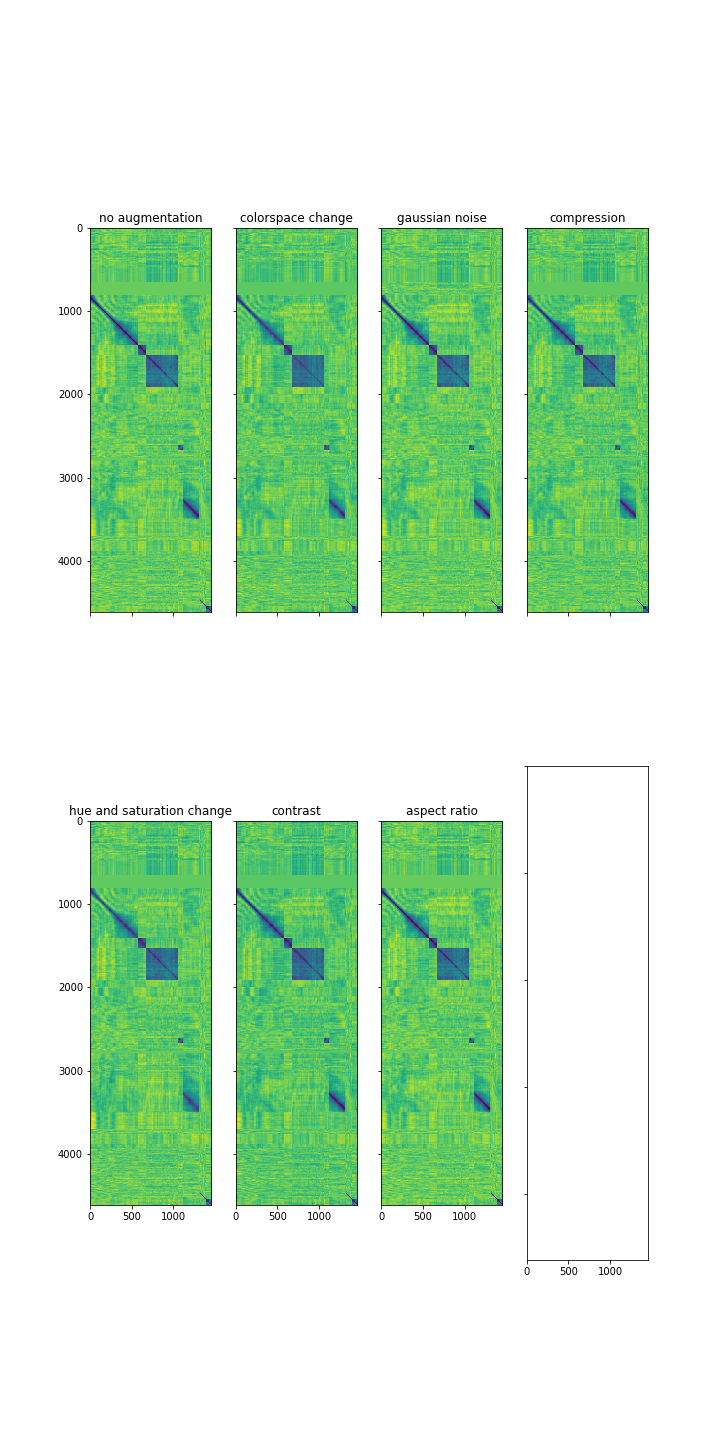 no augmentation colorspace change gaussian noise compression
0
1000
2000
3000
4000
hue and saturation change contrast aspect ratio
0
1000
2000
3000
4000
0 500 1000 0 500 1000 0 500 1000
0 500 1000